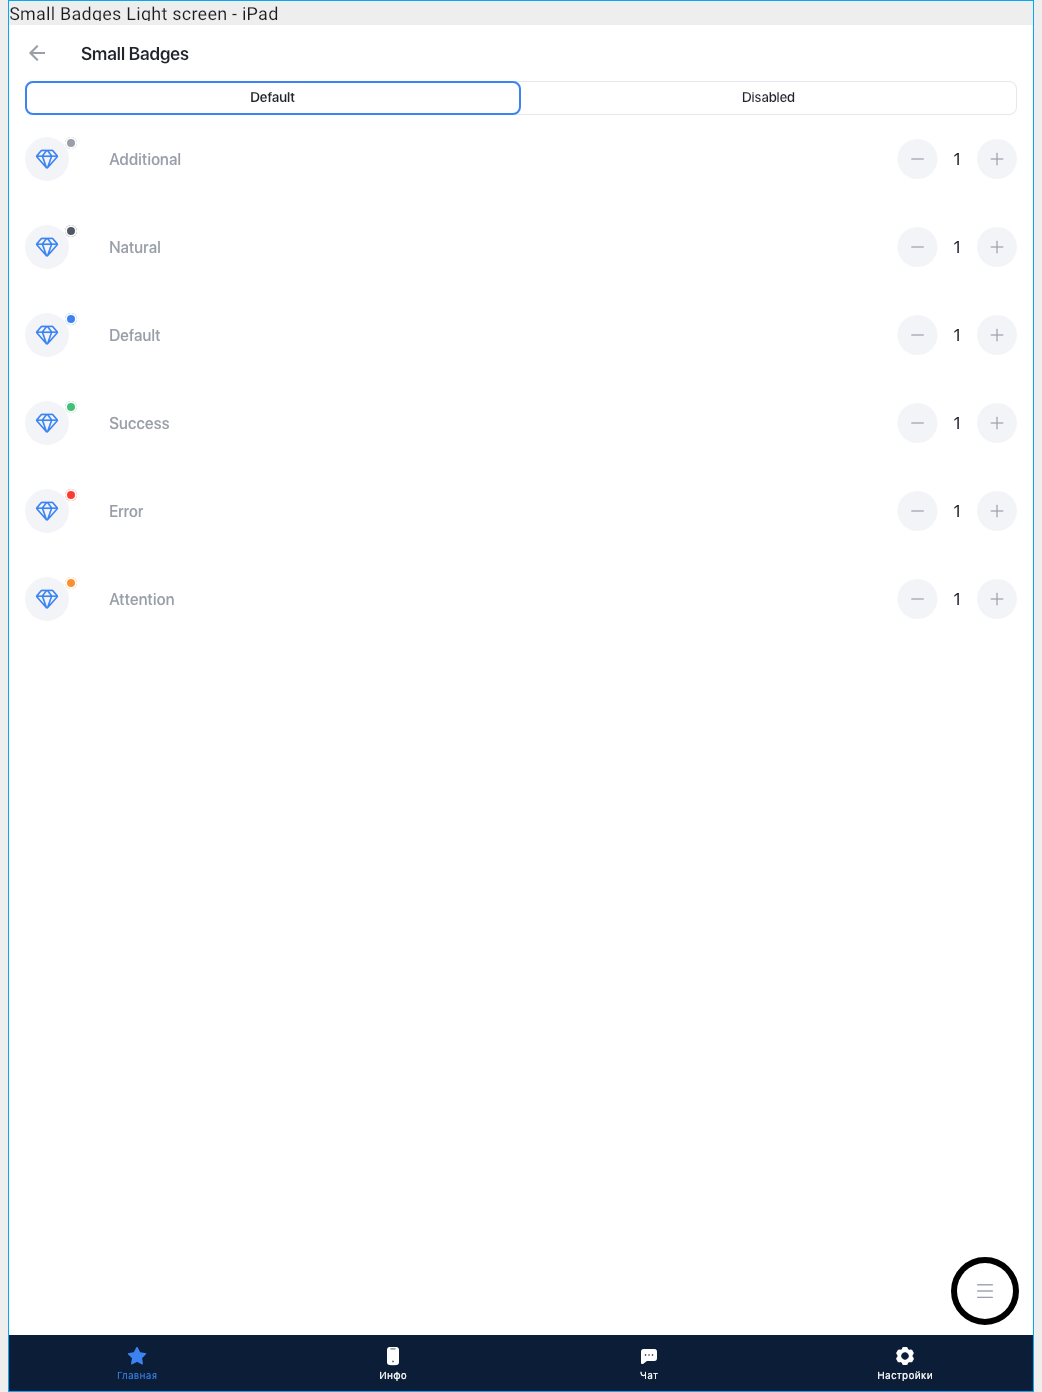 Small Badges Light screen - iPad
Small Badges
Default Disabled
Additional 1
Natural 1
Default 1
Success 1
Error 1
Attention 1
Главная Инфо Чат Настройки